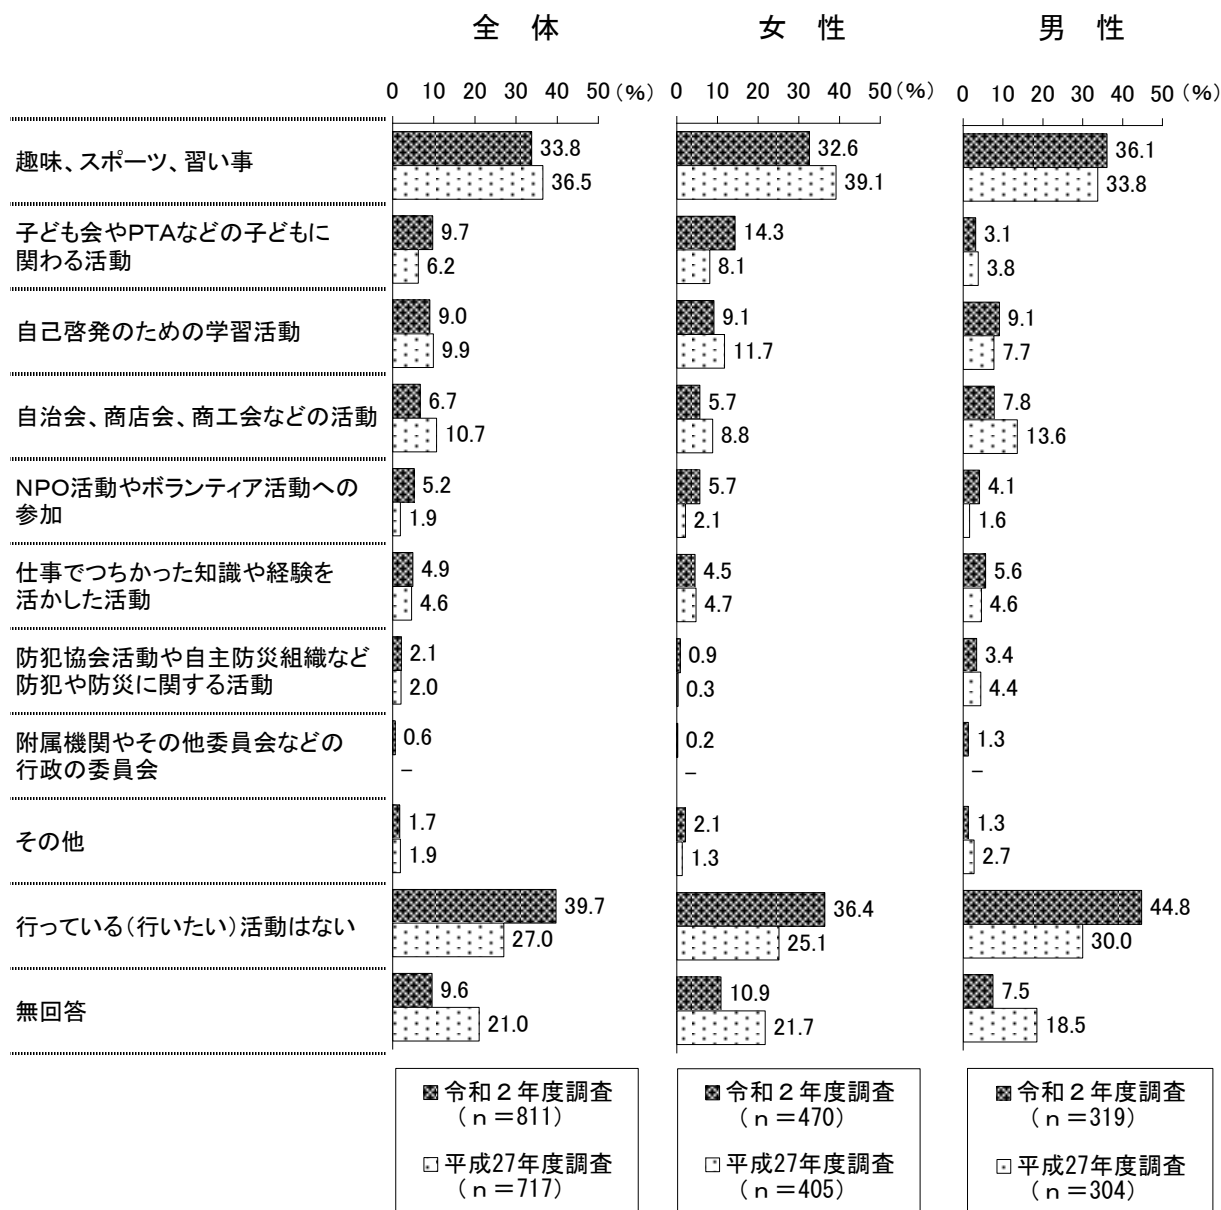 全　体
女　性
男　性
0 10 20 30 40 50(%)
0 10 20 30 40 50(%)
0 10 20 30 40 50(%)
趣味、スポーツ、習い事
33.8
36.5
32.6
39.1
36.1
33.8
子ども会やPTAなどの子どもに
関わる活動
9.7
6.2
14.3
8.1
3.1
3.8
自己啓発のための学習活動
9.0
9.9
9.1
11.7
9.1
7.7
自治会、商店会、商工会などの活動
6.7
10.7
5.7
8.8
7.8
13.6
NPO活動やボランティア活動への
参加
5.2
1.9
5.7
2.1
4.1
1.6
仕事でつちかった知識や経験を
活かした活動
4.9
4.6
4.5
4.7
5.6
4.6
防犯協会活動や自主防災組織など
防犯や防災に関する活動
2.1
2.0
0.9
0.3
3.4
4.4
附属機関やその他委員会などの
行政の委員会
0.6
–
0.2
–
1.3
–
その他
1.7
1.9
2.1
1.3
1.3
2.7
行っている(行いたい)活動はない
39.7
27.0
36.4
25.1
44.8
30.0
無回答
9.6
21.0
10.9
21.7
7.5
18.5
令和２年度調査
(ｎ＝811)
平成27年度調査
(ｎ＝717)
令和２年度調査
(ｎ＝470)
平成27年度調査
(ｎ＝405)
令和２年度調査
(ｎ＝319)
平成27年度調査
(ｎ＝304)